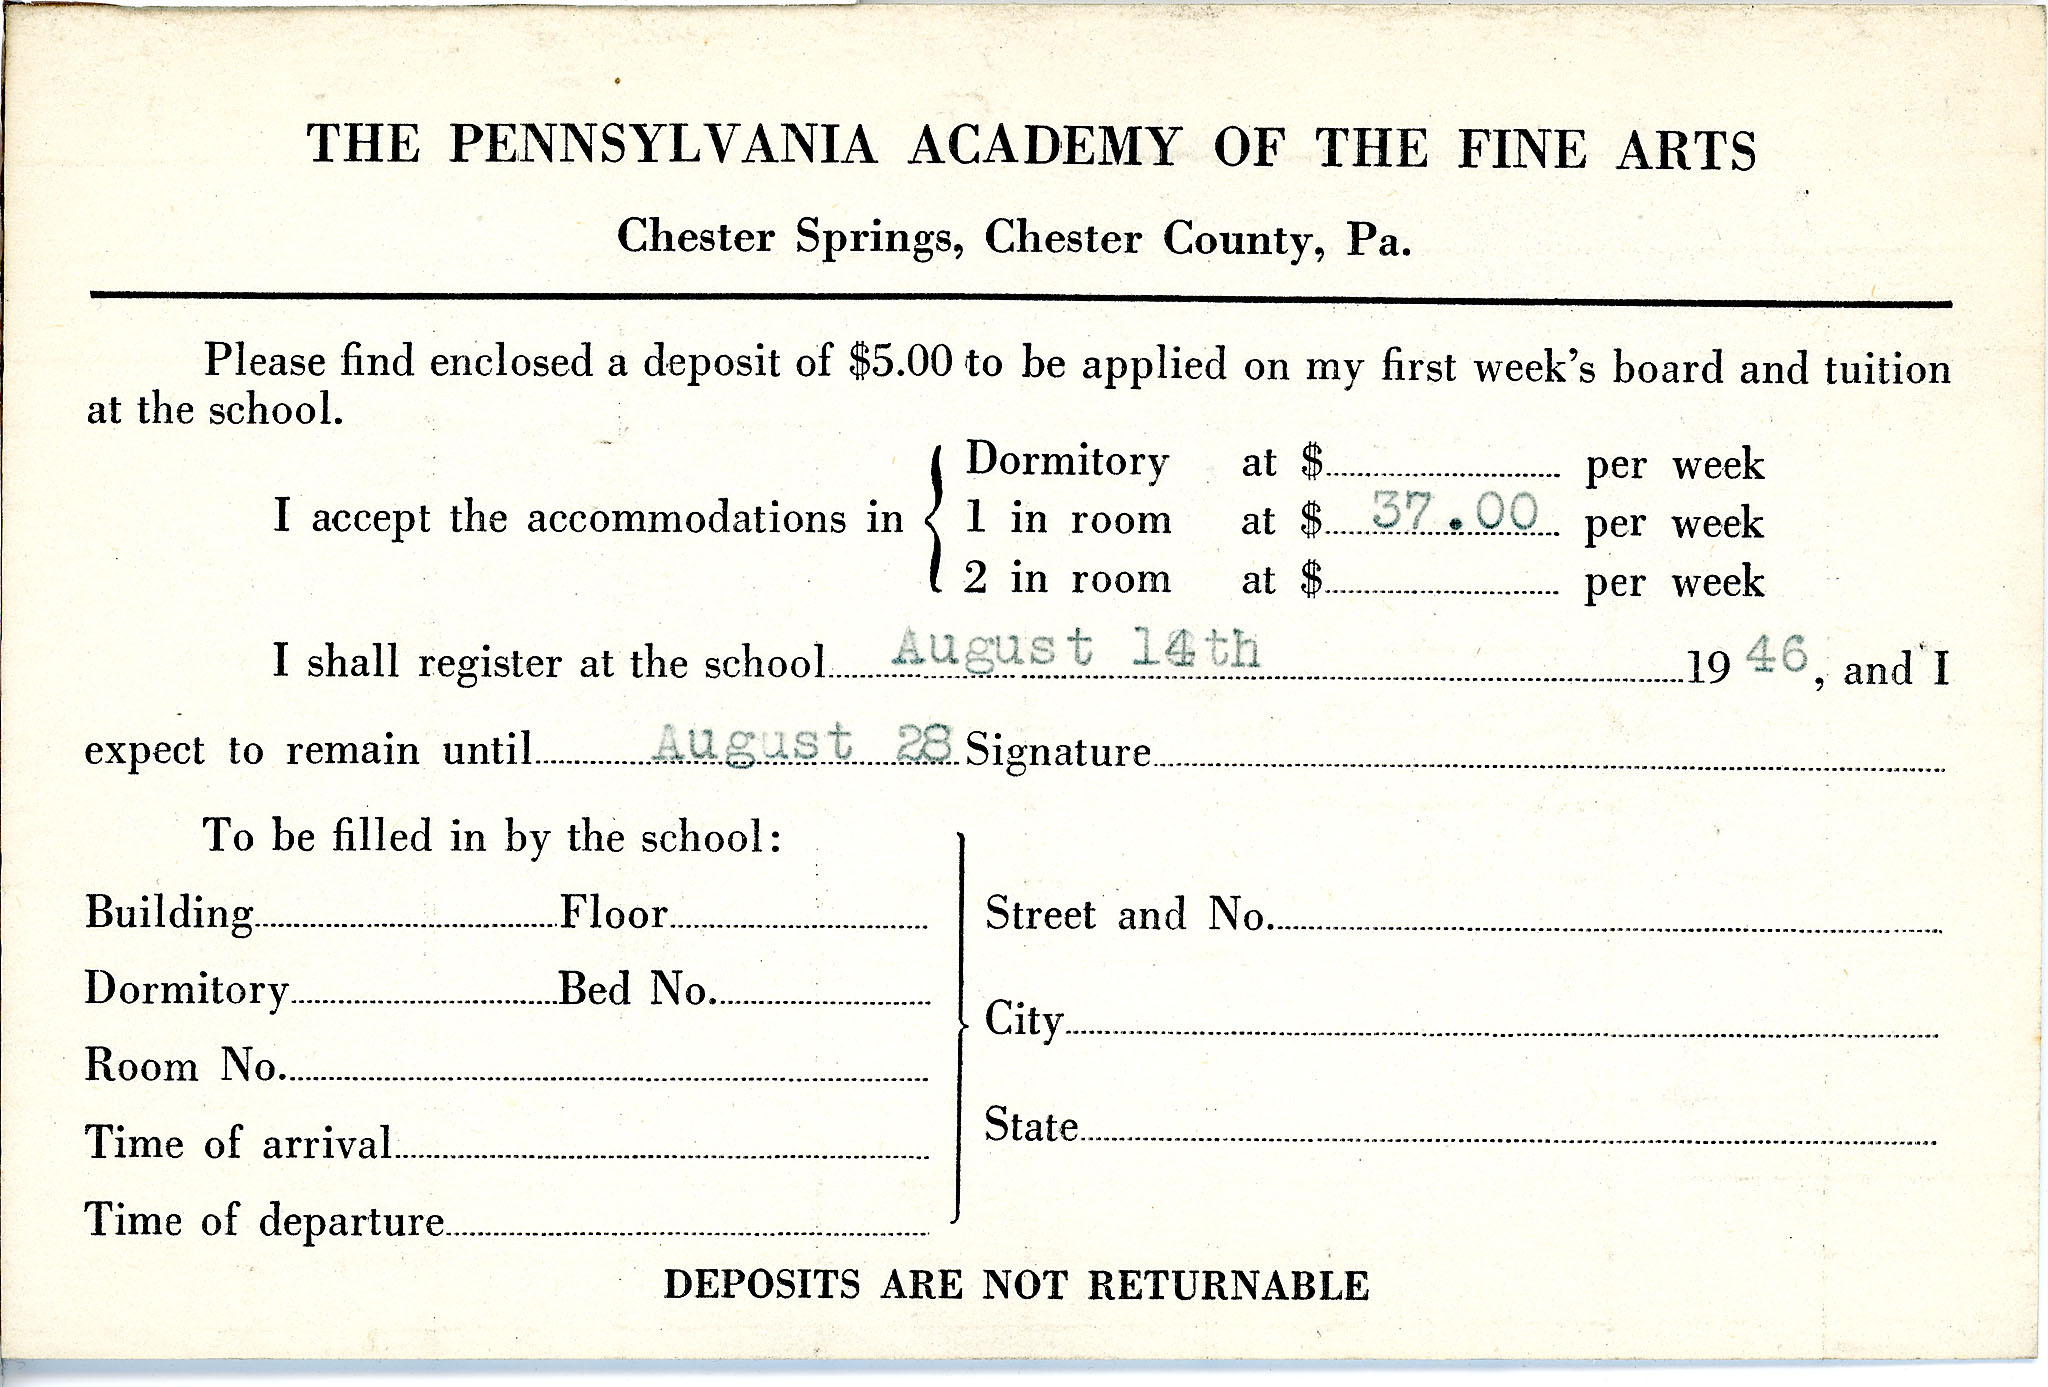 THE PENNSYLVANIA ACADEMY OF THE FINE ARTS
Chester Springs, Chester County, Pa.
Please find enclosed a deposit of $5.00 to be applied on my first week's board and tuition
at the school.
Dormitory at $ per week
I accept the accommodations in 1 in room at $ 37.00 per week
2 in room at $ per week
I shall register at the school August 14th 19 46, and I
expect to remain until August 28 Signature
To be filled in by the school:
Building Floor
Dormitory Bed No.
Room No.
Time of arrival
Time of departure
Street and No.
City
State
DEPOSITS ARE NOT RETURNABLE